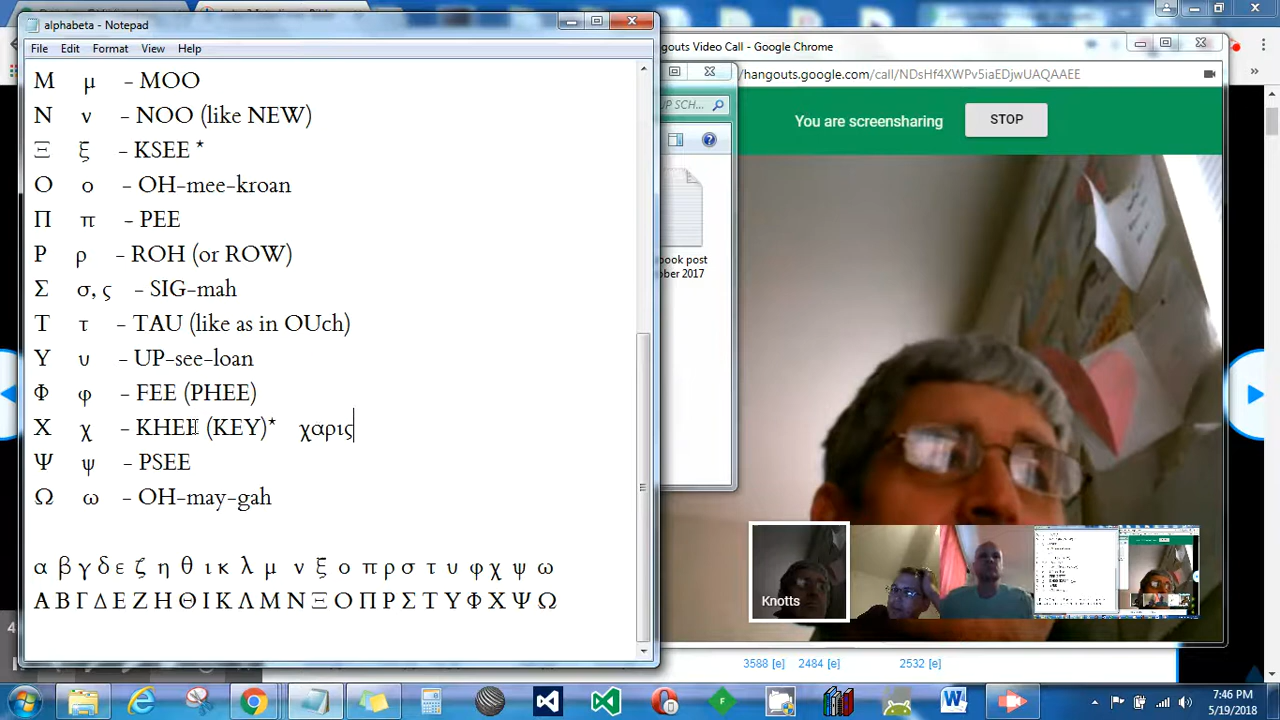 alphabeta - Notepad
File Edit Format View Help
Μ μ - MOO
Ν ν - NOO (like NEW)
Ξ ξ - KSEE *
Ο ο - OH-mee-kroan
Π π - PEE
Ρ ρ - ROH (or ROW)
Σ σ, ς - SIG-mah
Τ τ - TAU (like as in OUch)
Υ υ - UP-see-loan
Φ φ - FEE (PHEE)
Χ χ - KHEE (KEY)* χαρις
Ψ ψ - PSEE
Ω ω - OH-may-gah
α β γ δ ε ζ η θ ι κ λ μ ν ξ ο π ρ σ τ υ φ χ ψ ω
Α Β Γ Δ Ε Ζ Η Θ Ι Κ Λ Μ Ν Ξ Ο Π Ρ Σ Τ Υ Φ Χ Ψ Ω
gouts Video Call - Google Chrome
/hangouts.google.com/call/NDsHf4XWPv5iaEDjwUAQAAEE
UP SCH...
You are screensharing STOP
book post
ber 2017
Knotts
3588 [e] 2484 [e] 2532 [e]
4
7:46 PM
5/19/2018